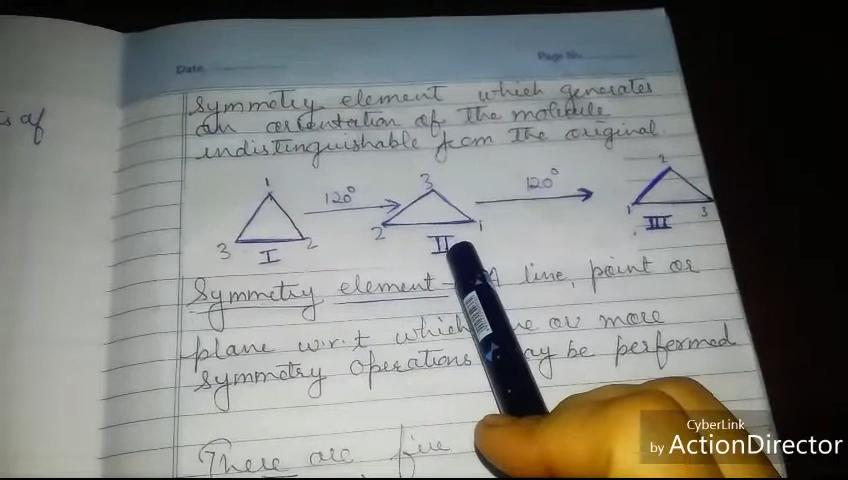 Date
Page No.
s of
symmetry element which generates
an orientation of the molecule
indistinguishable from the original.
1 3 2
120° 120°
3 2 2 1 1 3
I II III
Symmetry element - A line, point or
plane w.r.t which or more
symmetry operations may be performed
There are five
CyberLink
by ActionDirector